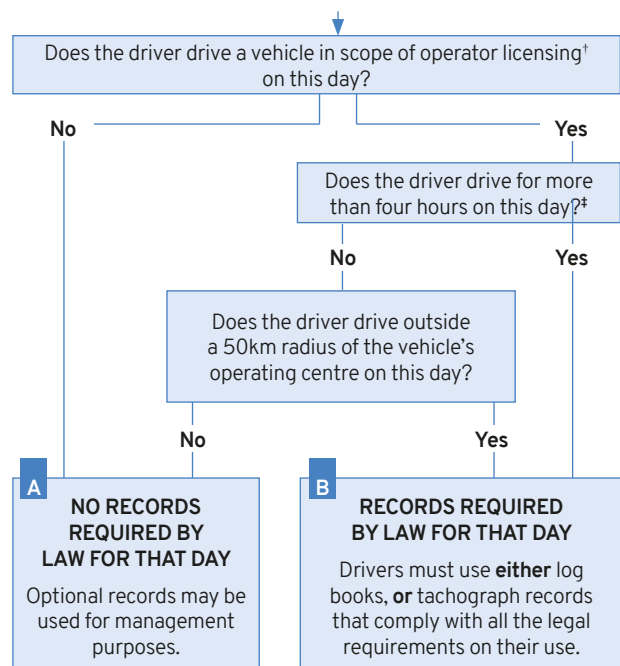 Does the driver drive a vehicle in scope of operator licensing†
on this day?
No
Yes
Does the driver drive for more
than four hours on this day?‡
No
Yes
Does the driver drive outside
a 50km radius of the vehicle’s
operating centre on this day?
No
Yes
A
NO RECORDS
REQUIRED BY
LAW FOR THAT DAY
Optional records may be
used for management
purposes.
B
RECORDS REQUIRED
BY LAW FOR THAT DAY
Drivers must use either log
books, or tachograph records
that comply with all the legal
requirements on their use.